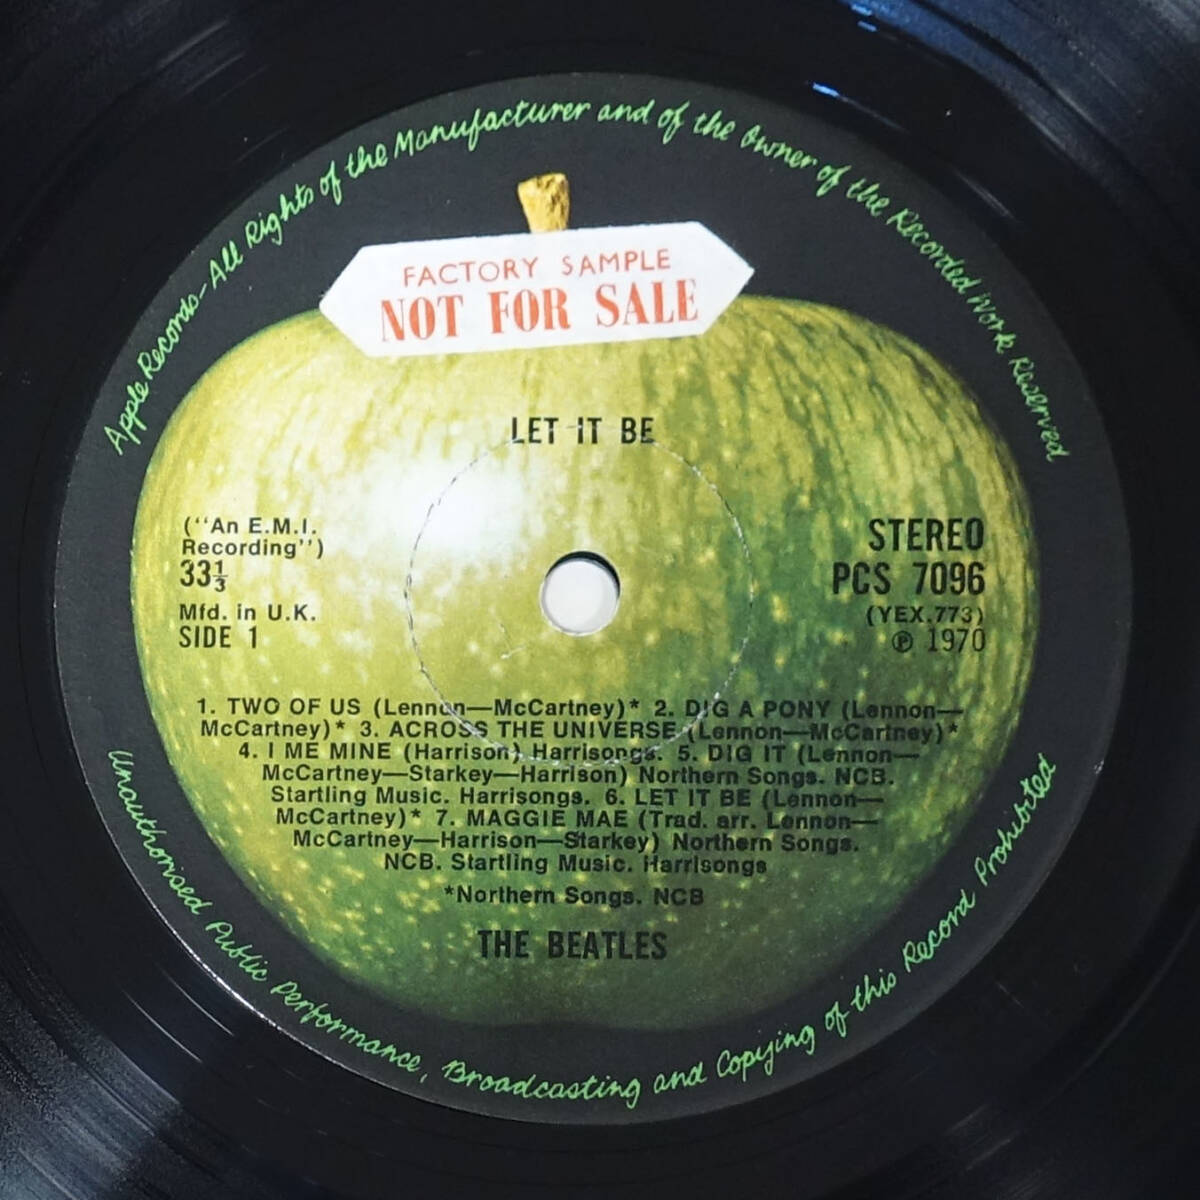 Apple Records—All Rights of the Manufacturer and of the Owner of the Recorded Work Reserved
FACTORY SAMPLE
NOT FOR SALE
LET IT BE
("An E.M.I.
Recording")
33⅓
Mfd. in U.K.
SIDE 1
STEREO
PCS 7096
(YEX.773)
℗ 1970
1. TWO OF US (Lennon—McCartney)* 2. DIG A PONY (Lennon—
McCartney)* 3. ACROSS THE UNIVERSE (Lennon—McCartney)*
4. I ME MINE (Harrison) Harrisongs. 5. DIG IT (Lennon—
McCartney—Starkey—Harrison) Northern Songs. NCB.
Startling Music. Harrisongs. 6. LET IT BE (Lennon—
McCartney)* 7. MAGGIE MAE (Trad. arr. Lennon—
McCartney—Harrison—Starkey) Northern Songs.
NCB. Startling Music. Harrisongs
*Northern Songs. NCB
THE BEATLES
Unauthorised Public Performance, Broadcasting and Copying of this Record Prohibited